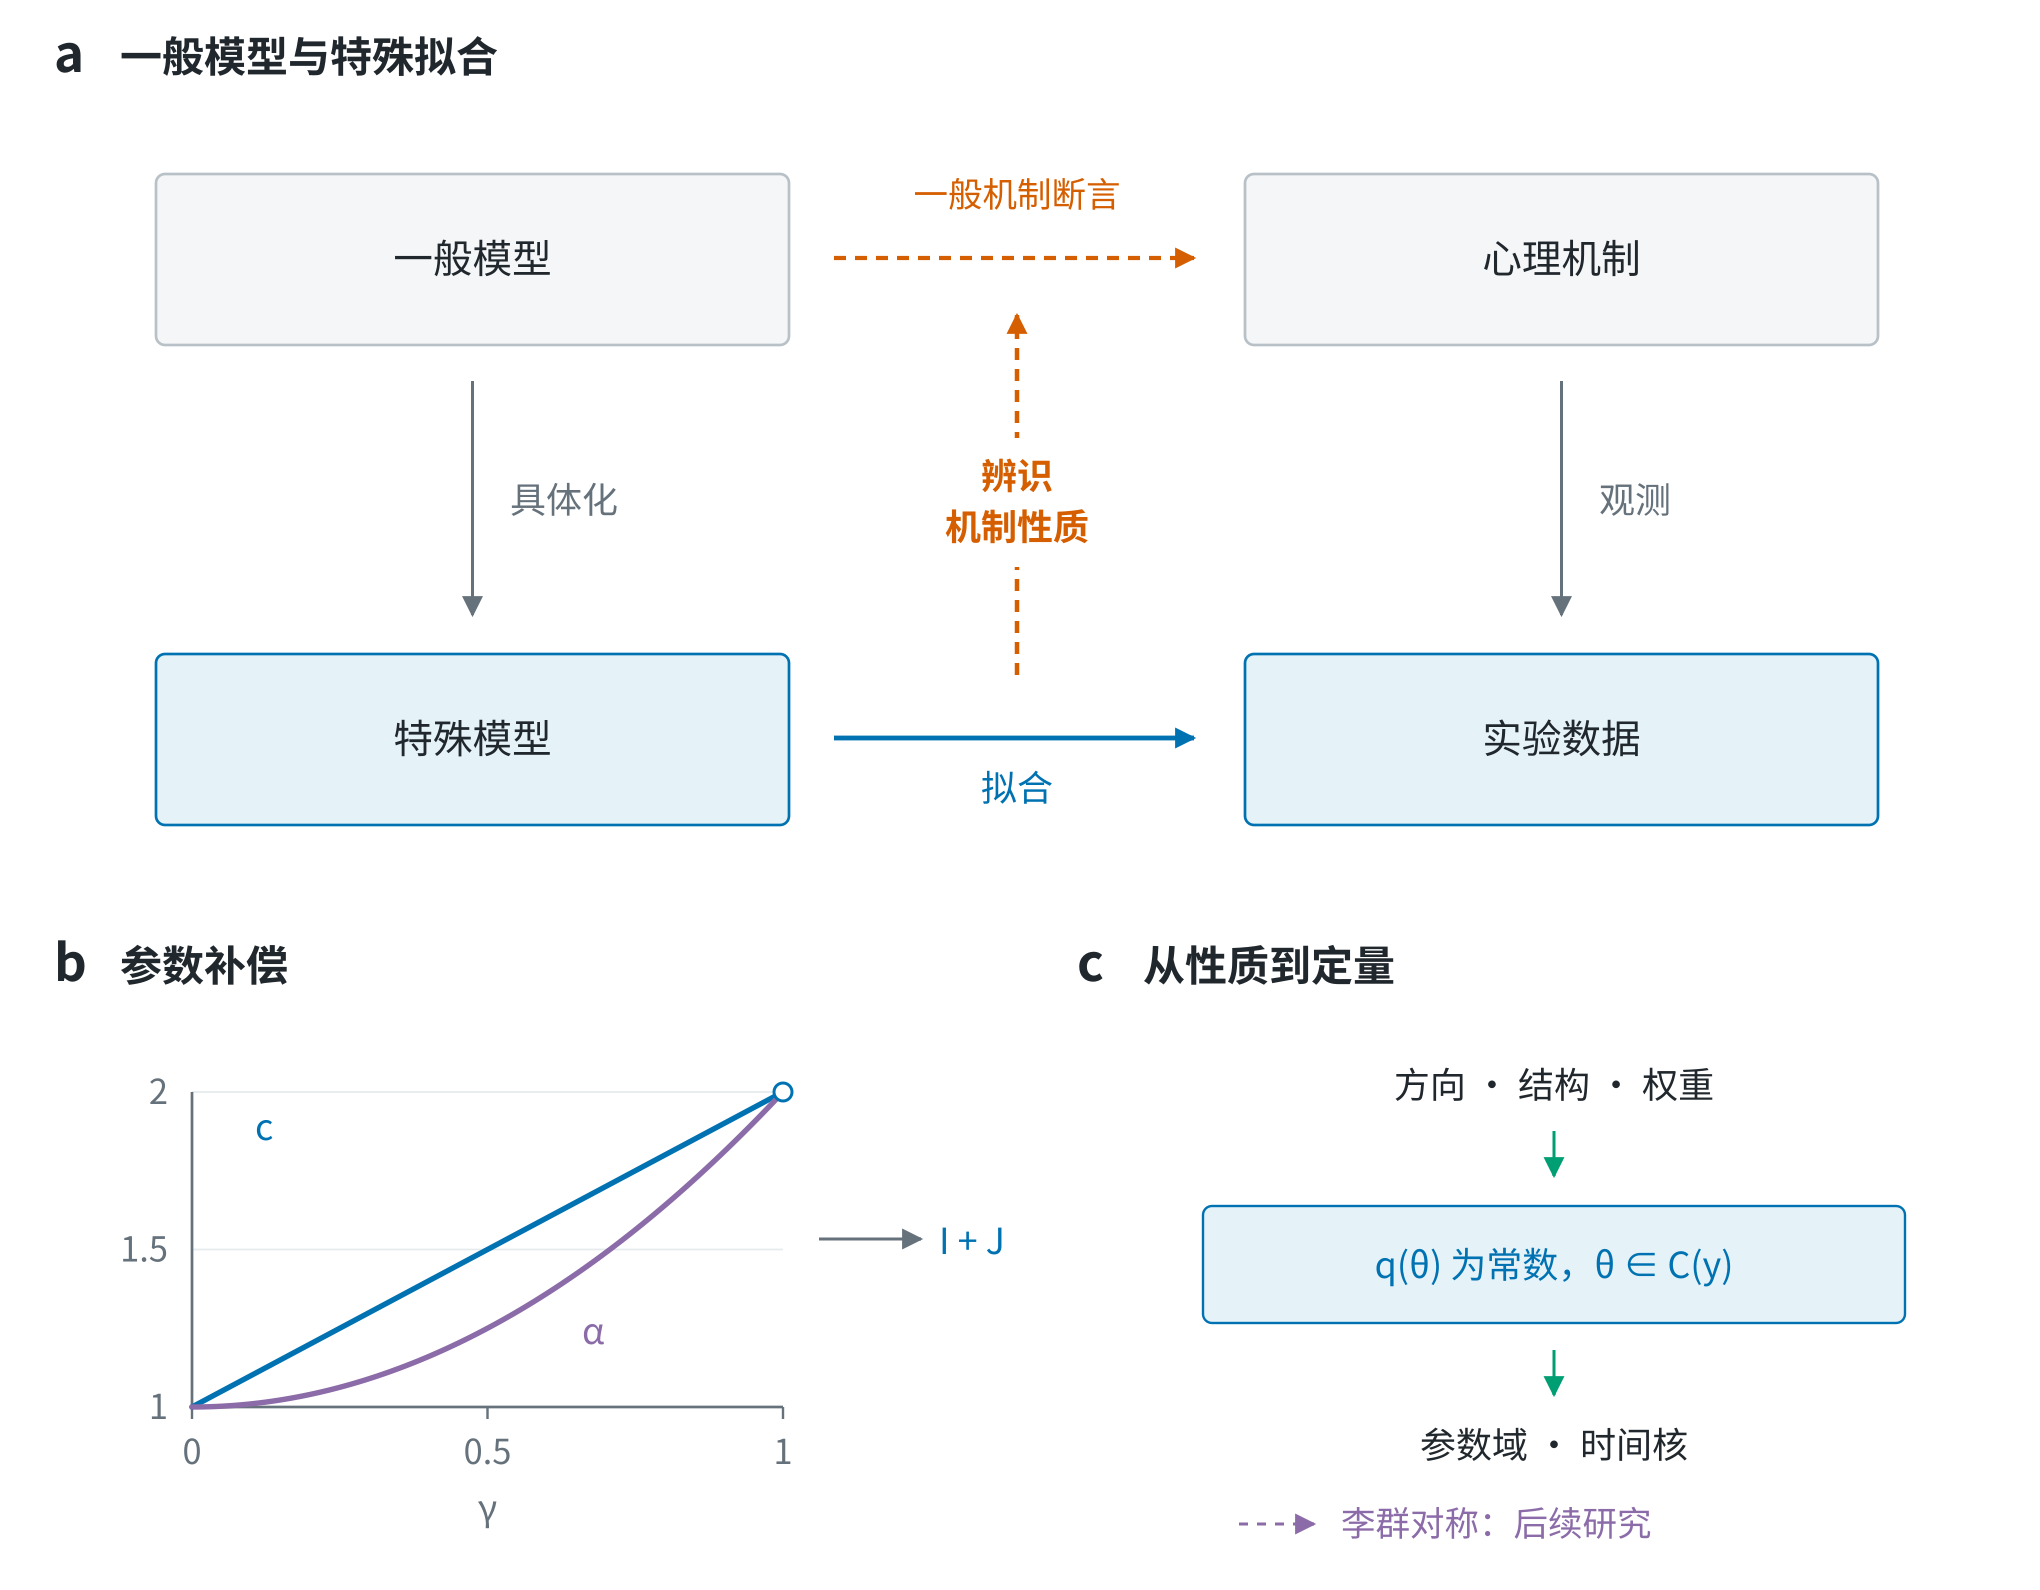 a 一般模型与特殊拟合
一般机制断言
一般模型
心理机制
具体化
辨识
机制性质
观测
特殊模型
实验数据
拟合
b 参数补偿
2
c
1.5
I + J
α
1
0 0.5 1
γ
c 从性质到定量
方向 · 结构 · 权重
q(θ) 为常数，θ ∈ C(y)
参数域 · 时间核
李群对称：后续研究